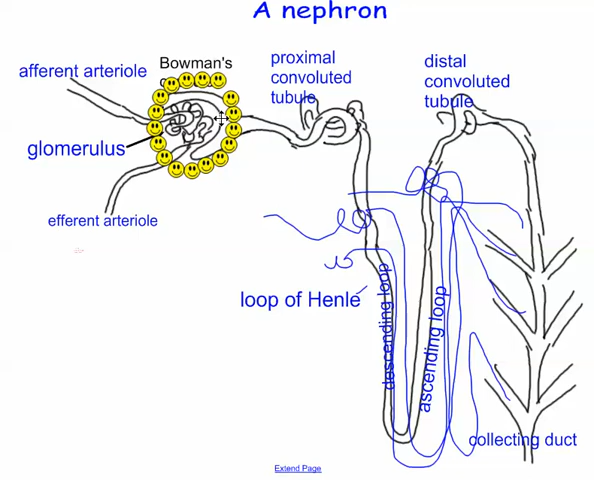 A nephron
afferent arteriole
Bowman's
proximal
convoluted
tubule
distal
convoluted
tubule
glomerulus
efferent arteriole
loop of Henle
descending loop
ascending loop
collecting duct
Extend Page